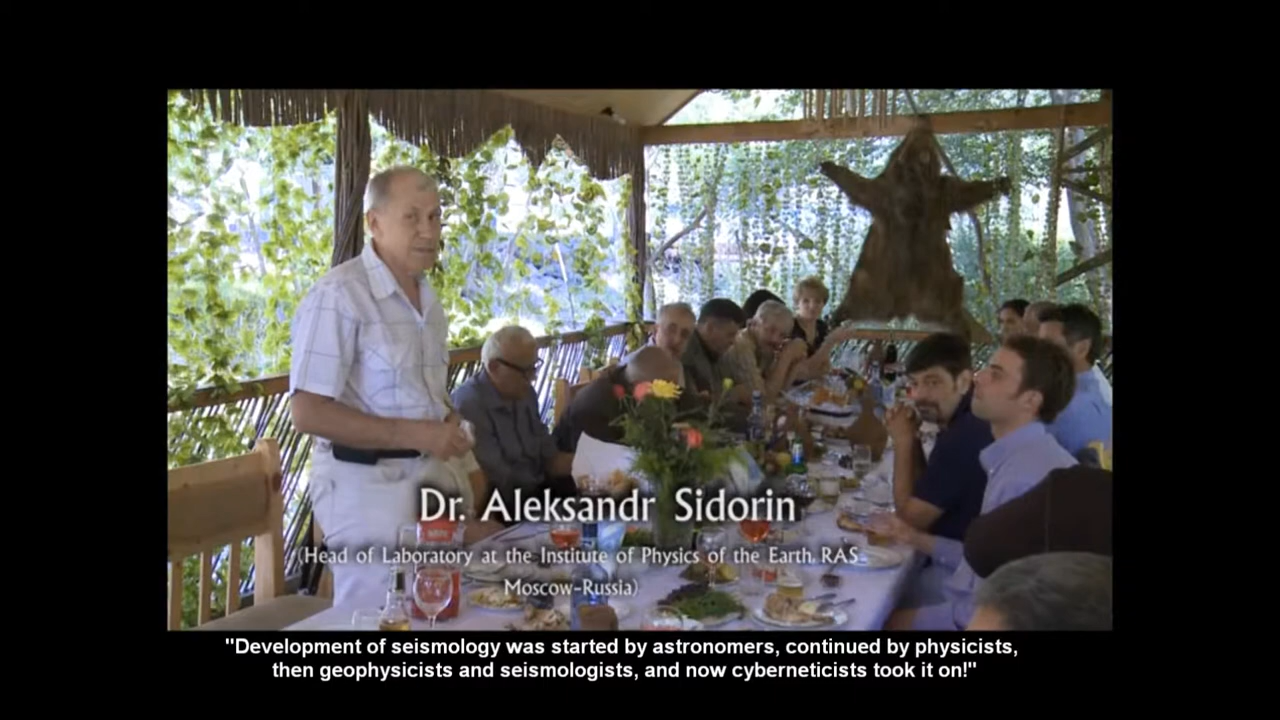 Dr. Aleksandr Sidorin
(Head of Laboratory at the Institute of Physics of the Earth, RAS-
Moscow-Russia)
"Development of seismology was started by astronomers, continued by physicists,
then geophysicists and seismologists, and now cyberneticists took it on!"